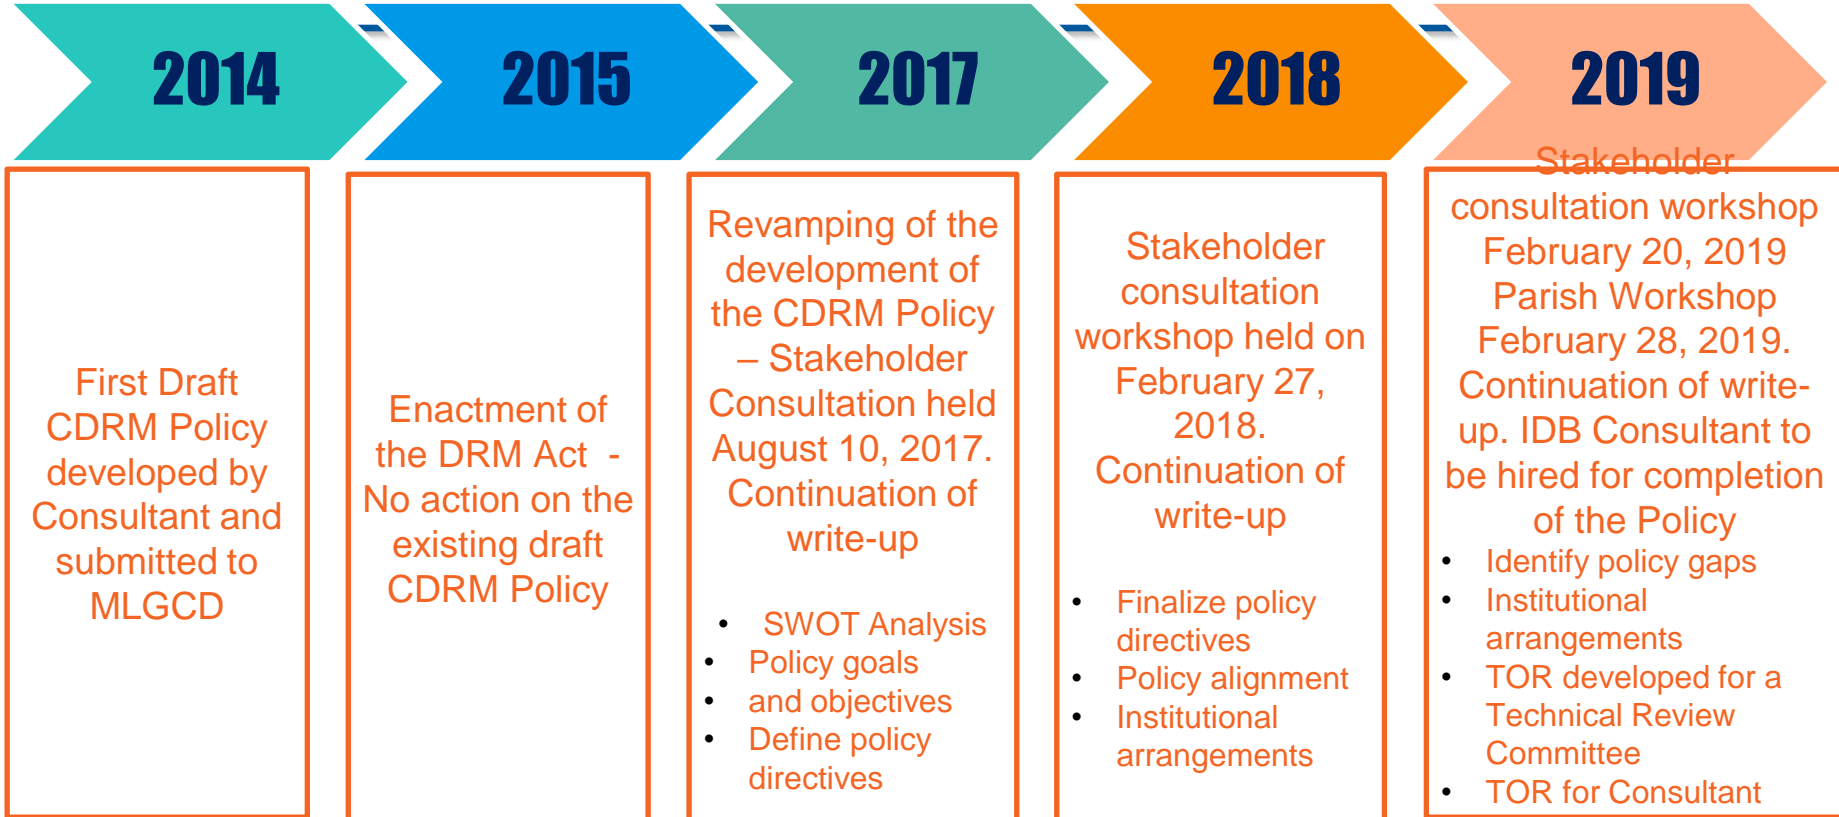 2014
2015
2017
2018
2019
First Draft
CDRM Policy
developed by
Consultant and
submitted to
MLGCD
Enactment of
the DRM Act -
No action on the
existing draft
CDRM Policy
Revamping of the
development of
the CDRM Policy
– Stakeholder
Consultation held
August 10, 2017.
Continuation of
write-up
• SWOT Analysis
• Policy goals
• and objectives
• Define policy
directives
Stakeholder
consultation
workshop held on
February 27,
2018.
Continuation of
write-up
• Finalize policy
directives
• Policy alignment
• Institutional
arrangements
Stakeholder
consultation workshop
February 20, 2019
Parish Workshop
February 28, 2019.
Continuation of write-
up. IDB Consultant to
be hired for completion
of the Policy
• Identify policy gaps
• Institutional
arrangements
• TOR developed for a
Technical Review
Committee
• TOR for Consultant